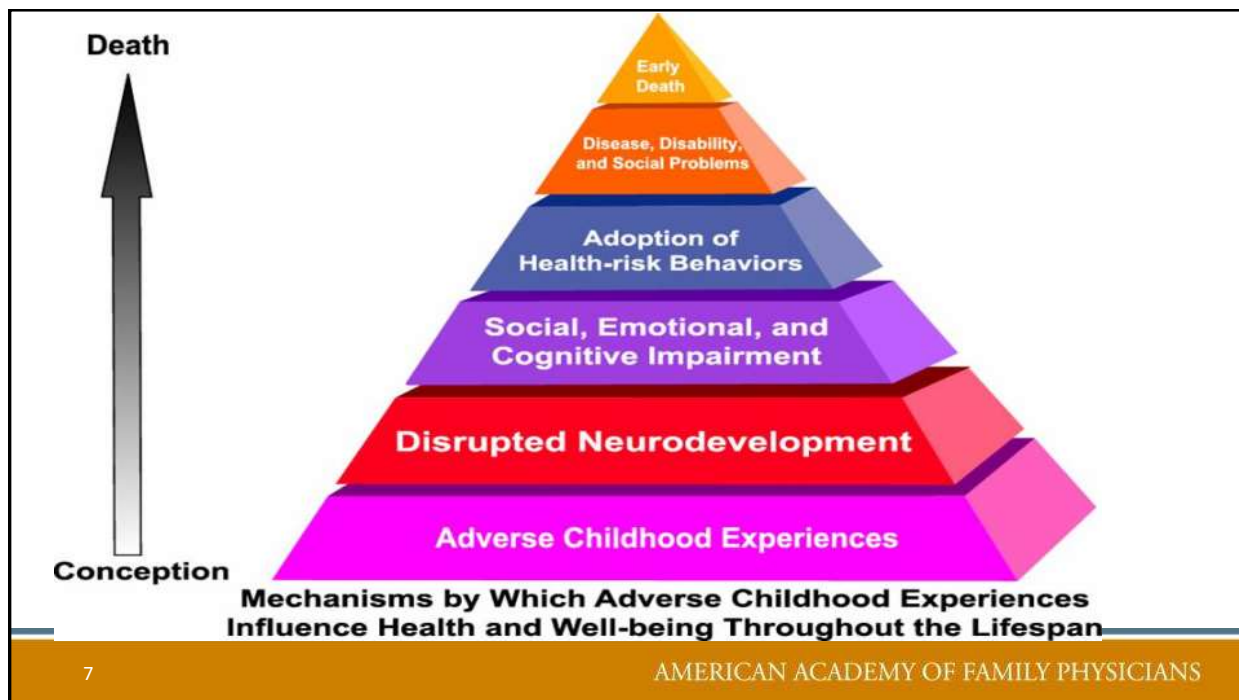 Death
Early
Death
Disease, Disability,
and Social Problems
Adoption of
Health-risk Behaviors
Social, Emotional, and
Cognitive Impairment
Disrupted Neurodevelopment
Adverse Childhood Experiences
Conception
Mechanisms by Which Adverse Childhood Experiences
Influence Health and Well-being Throughout the Lifespan
7
AMERICAN ACADEMY OF FAMILY PHYSICIANS